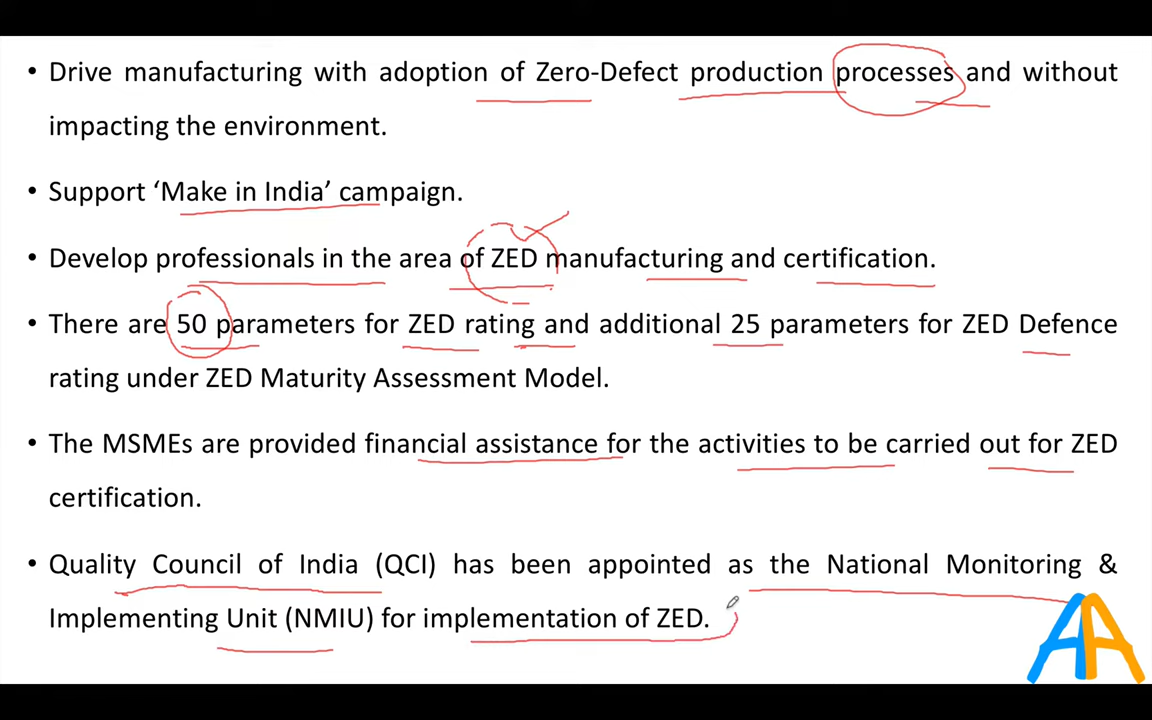 • Drive manufacturing with adoption of Zero-Defect production processes and without
impacting the environment.
• Support ‘Make in India’ campaign.
• Develop professionals in the area of ZED manufacturing and certification.
• There are 50 parameters for ZED rating and additional 25 parameters for ZED Defence
rating under ZED Maturity Assessment Model.
• The MSMEs are provided financial assistance for the activities to be carried out for ZED
certification.
• Quality Council of India (QCI) has been appointed as the National Monitoring &
Implementing Unit (NMIU) for implementation of ZED.
AA